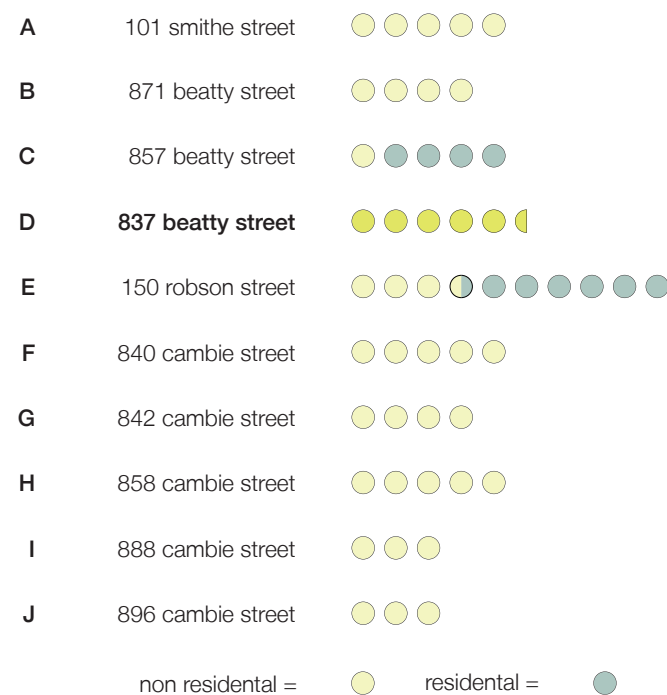 A 101 smithe street
B 871 beatty street
C 857 beatty street
D 837 beatty street
E 150 robson street
F 840 cambie street
G 842 cambie street
H 858 cambie street
I 888 cambie street
J 896 cambie street
non residental = residental =